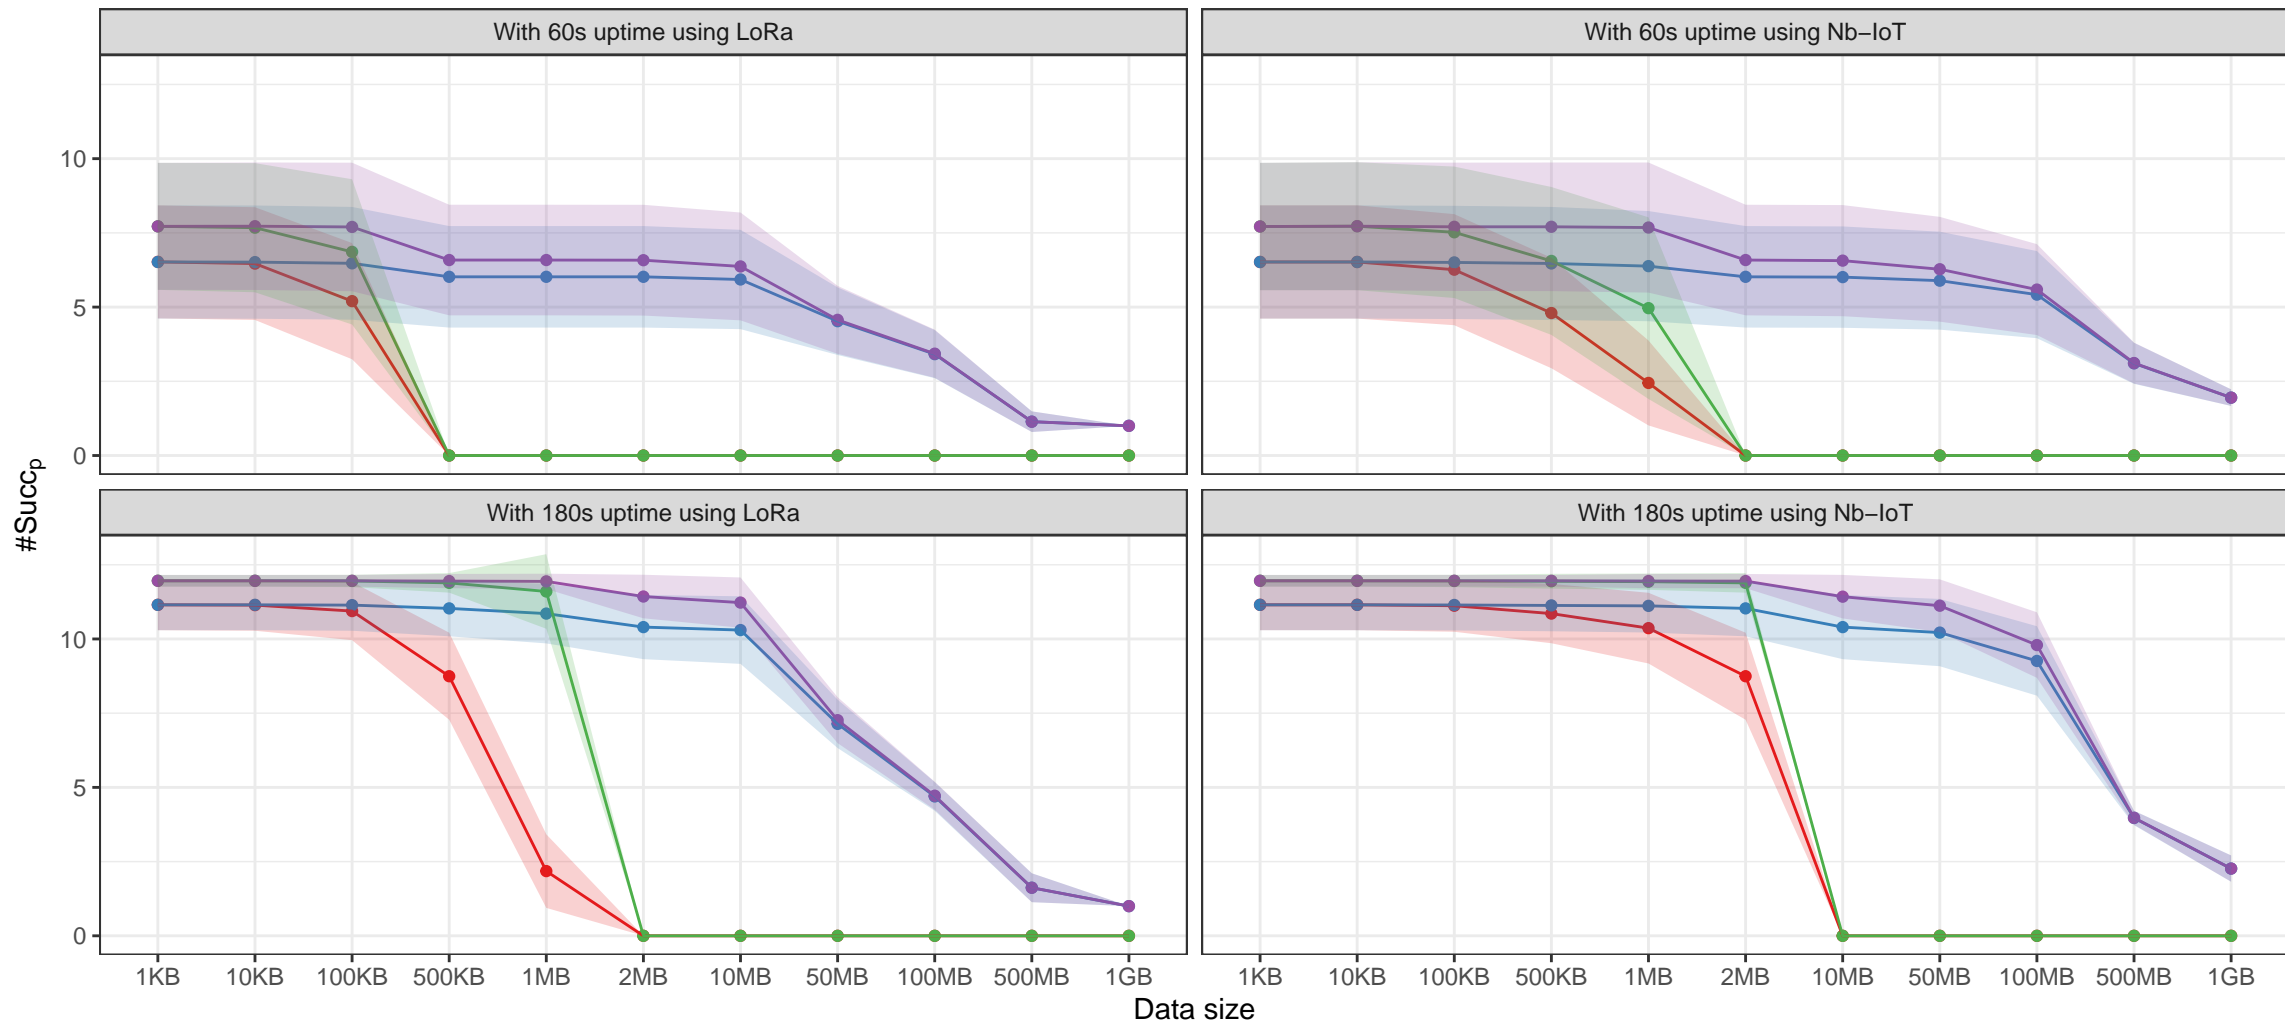 With 60s uptime using LoRa
With 60s uptime using Nb−IoT
10
5
0
With 180s uptime using LoRa
With 180s uptime using Nb−IoT
10
5
0
#Succp
1KB 10KB 100KB 500KB 1MB 2MB 10MB 50MB 100MB 500MB 1GB
1KB 10KB 100KB 500KB 1MB 2MB 10MB 50MB 100MB 500MB 1GB
Data size